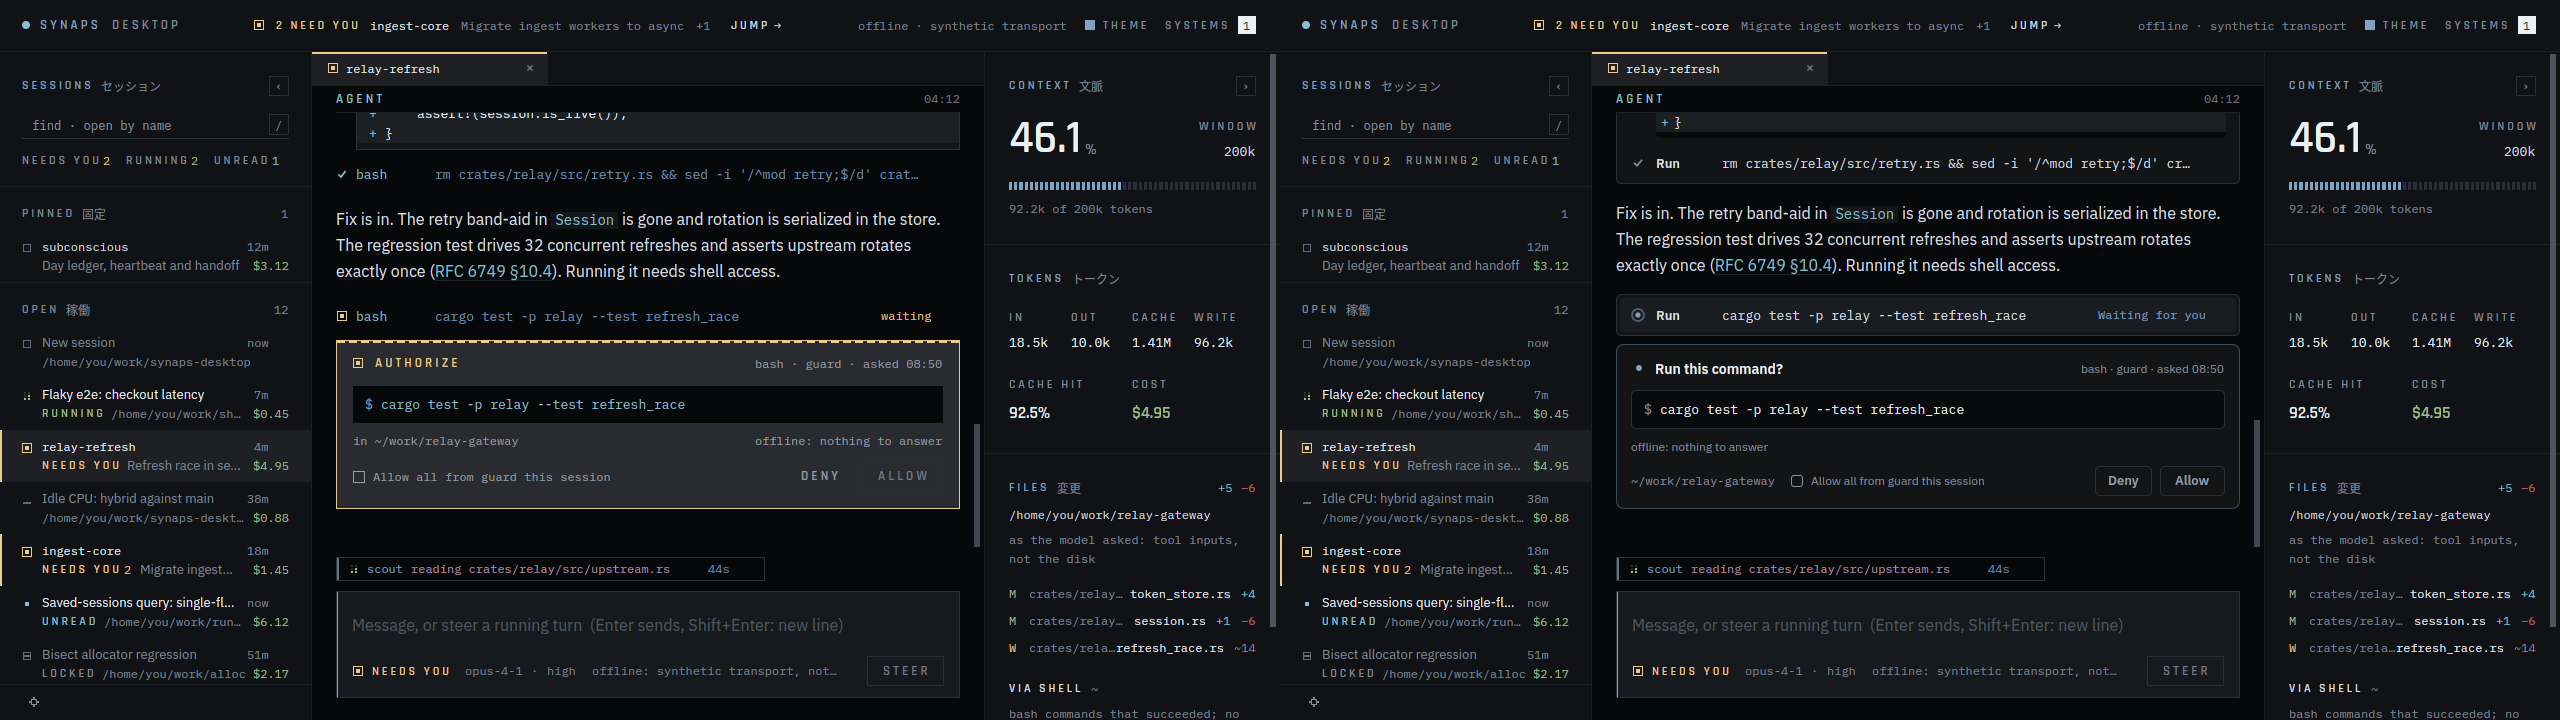 SYNAPS DESKTOP
2 NEED YOU ingest-core Migrate ingest workers to async +1 JUMP →
offline · synthetic transport THEME SYSTEMS 1
SESSIONS セッション ‹
find · open by name /
NEEDS YOU 2 RUNNING 2 UNREAD 1
PINNED 固定 1
subconscious 12m
Day ledger, heartbeat and handoff $3.12
OPEN 稼働 12
New session now
/home/you/work/synaps-desktop
Flaky e2e: checkout latency 7m
RUNNING /home/you/work/sh… $0.45
relay-refresh 4m
NEEDS YOU Refresh race in se… $4.95
Idle CPU: hybrid against main 38m
/home/you/work/synaps-deskt… $0.88
ingest-core 18m
NEEDS YOU 2 Migrate ingest… $1.45
Saved-sessions query: single-fl… now
UNREAD /home/you/work/run… $6.12
Bisect allocator regression 51m
LOCKED /home/you/work/alloc $2.17
relay-refresh ×
AGENT 04:12
+ assert!(session.is_live());
+ }
✓ bash rm crates/relay/src/retry.rs && sed -i '/^mod retry;$/d' crat…
Fix is in. The retry band-aid in Session is gone and rotation is serialized in the store.
The regression test drives 32 concurrent refreshes and asserts upstream rotates
exactly once (RFC 6749 §10.4). Running it needs shell access.
bash cargo test -p relay --test refresh_race waiting
AUTHORIZE bash · guard · asked 08:50
$ cargo test -p relay --test refresh_race
in ~/work/relay-gateway offline: nothing to answer
Allow all from guard this session DENY ALLOW
scout reading crates/relay/src/upstream.rs 44s
Message, or steer a running turn (Enter sends, Shift+Enter: new line)
NEEDS YOU opus-4-1 · high offline: synthetic transport, not… STEER
CONTEXT 文脈 ›
46.1% WINDOW
200k
92.2k of 200k tokens
TOKENS トークン
IN OUT CACHE WRITE
18.5k 10.0k 1.41M 96.2k
CACHE HIT COST
92.5% $4.95
FILES 変更 +5 −6
/home/you/work/relay-gateway
as the model asked: tool inputs,
not the disk
M crates/relay… token_store.rs +4
M crates/relay… session.rs +1 −6
W crates/rela…refresh_race.rs ~14
VIA SHELL ~
bash commands that succeeded; no
SYNAPS DESKTOP
2 NEED YOU ingest-core Migrate ingest workers to async +1 JUMP →
offline · synthetic transport THEME SYSTEMS 1
SESSIONS セッション ‹
find · open by name /
NEEDS YOU 2 RUNNING 2 UNREAD 1
PINNED 固定 1
subconscious 12m
Day ledger, heartbeat and handoff $3.12
OPEN 稼働 12
New session now
/home/you/work/synaps-desktop
Flaky e2e: checkout latency 7m
RUNNING /home/you/work/sh… $0.45
relay-refresh 4m
NEEDS YOU Refresh race in se… $4.95
Idle CPU: hybrid against main 38m
/home/you/work/synaps-deskt… $0.88
ingest-core 18m
NEEDS YOU 2 Migrate ingest… $1.45
Saved-sessions query: single-fl… now
UNREAD /home/you/work/run… $6.12
Bisect allocator regression 51m
LOCKED /home/you/work/alloc $2.17
relay-refresh ×
AGENT 04:12
+ }
✓ Run rm crates/relay/src/retry.rs && sed -i '/^mod retry;$/d' cr…
Fix is in. The retry band-aid in Session is gone and rotation is serialized in the store.
The regression test drives 32 concurrent refreshes and asserts upstream rotates
exactly once (RFC 6749 §10.4). Running it needs shell access.
Run cargo test -p relay --test refresh_race Waiting for you
Run this command? bash · guard · asked 08:50
$ cargo test -p relay --test refresh_race
offline: nothing to answer
~/work/relay-gateway Allow all from guard this session Deny Allow
scout reading crates/relay/src/upstream.rs 44s
Message, or steer a running turn (Enter sends, Shift+Enter: new line)
NEEDS YOU opus-4-1 · high offline: synthetic transport, not… STEER
CONTEXT 文脈 ›
46.1% WINDOW
200k
92.2k of 200k tokens
TOKENS トークン
IN OUT CACHE WRITE
18.5k 10.0k 1.41M 96.2k
CACHE HIT COST
92.5% $4.95
FILES 変更 +5 −6
/home/you/work/relay-gateway
as the model asked: tool inputs,
not the disk
M crates/relay… token_store.rs +4
M crates/relay… session.rs +1 −6
W crates/rela…refresh_race.rs ~14
VIA SHELL ~
bash commands that succeeded; no